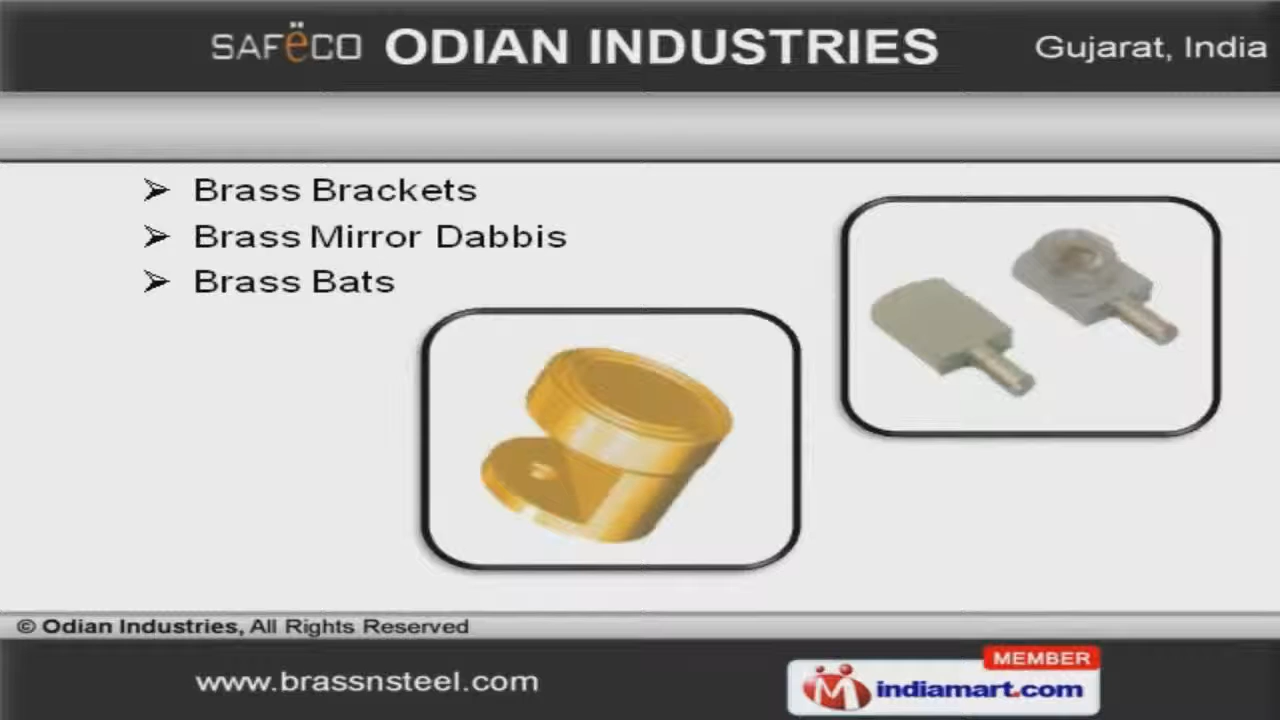 SAFËCO ODIAN INDUSTRIES Gujarat, India
➢ Brass Brackets
➢ Brass Mirror Dabbis
➢ Brass Bats
© Odian Industries, All Rights Reserved
MEMBER
www.brassnsteel.com
indiamart.com